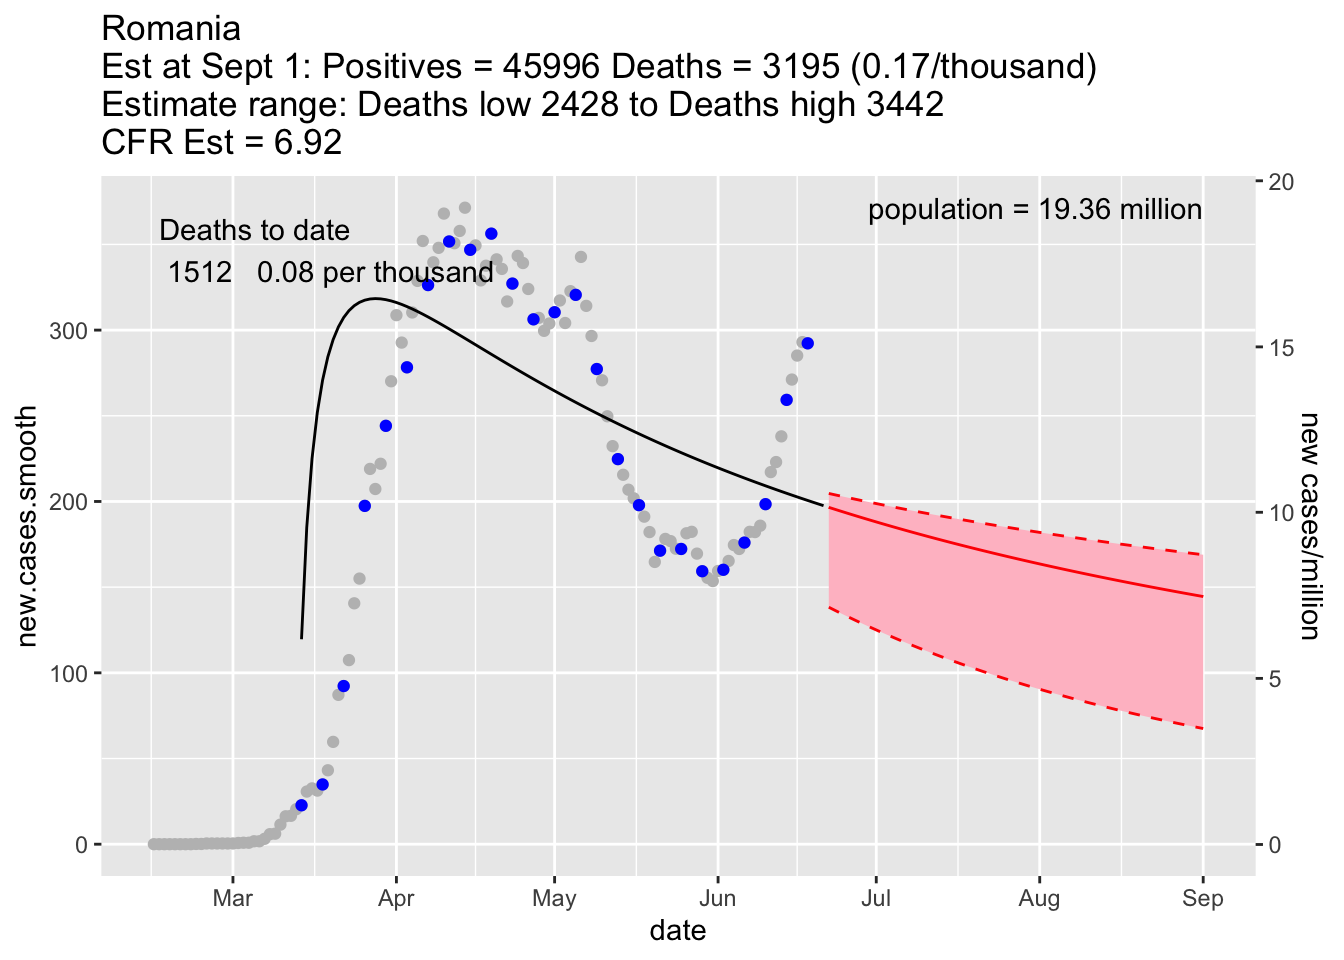 Romania
Est at Sept 1: Positives = 45996 Deaths = 3195 (0.17/thousand)
Estimate range: Deaths low 2428 to Deaths high 3442
CFR Est = 6.92
Deaths to date
1512 0.08 per thousand
population = 19.36 million
new.cases.smooth
300
200
100
0
20
15
10
5
0
new cases/million
Mar Apr May Jun Jul Aug Sep
date